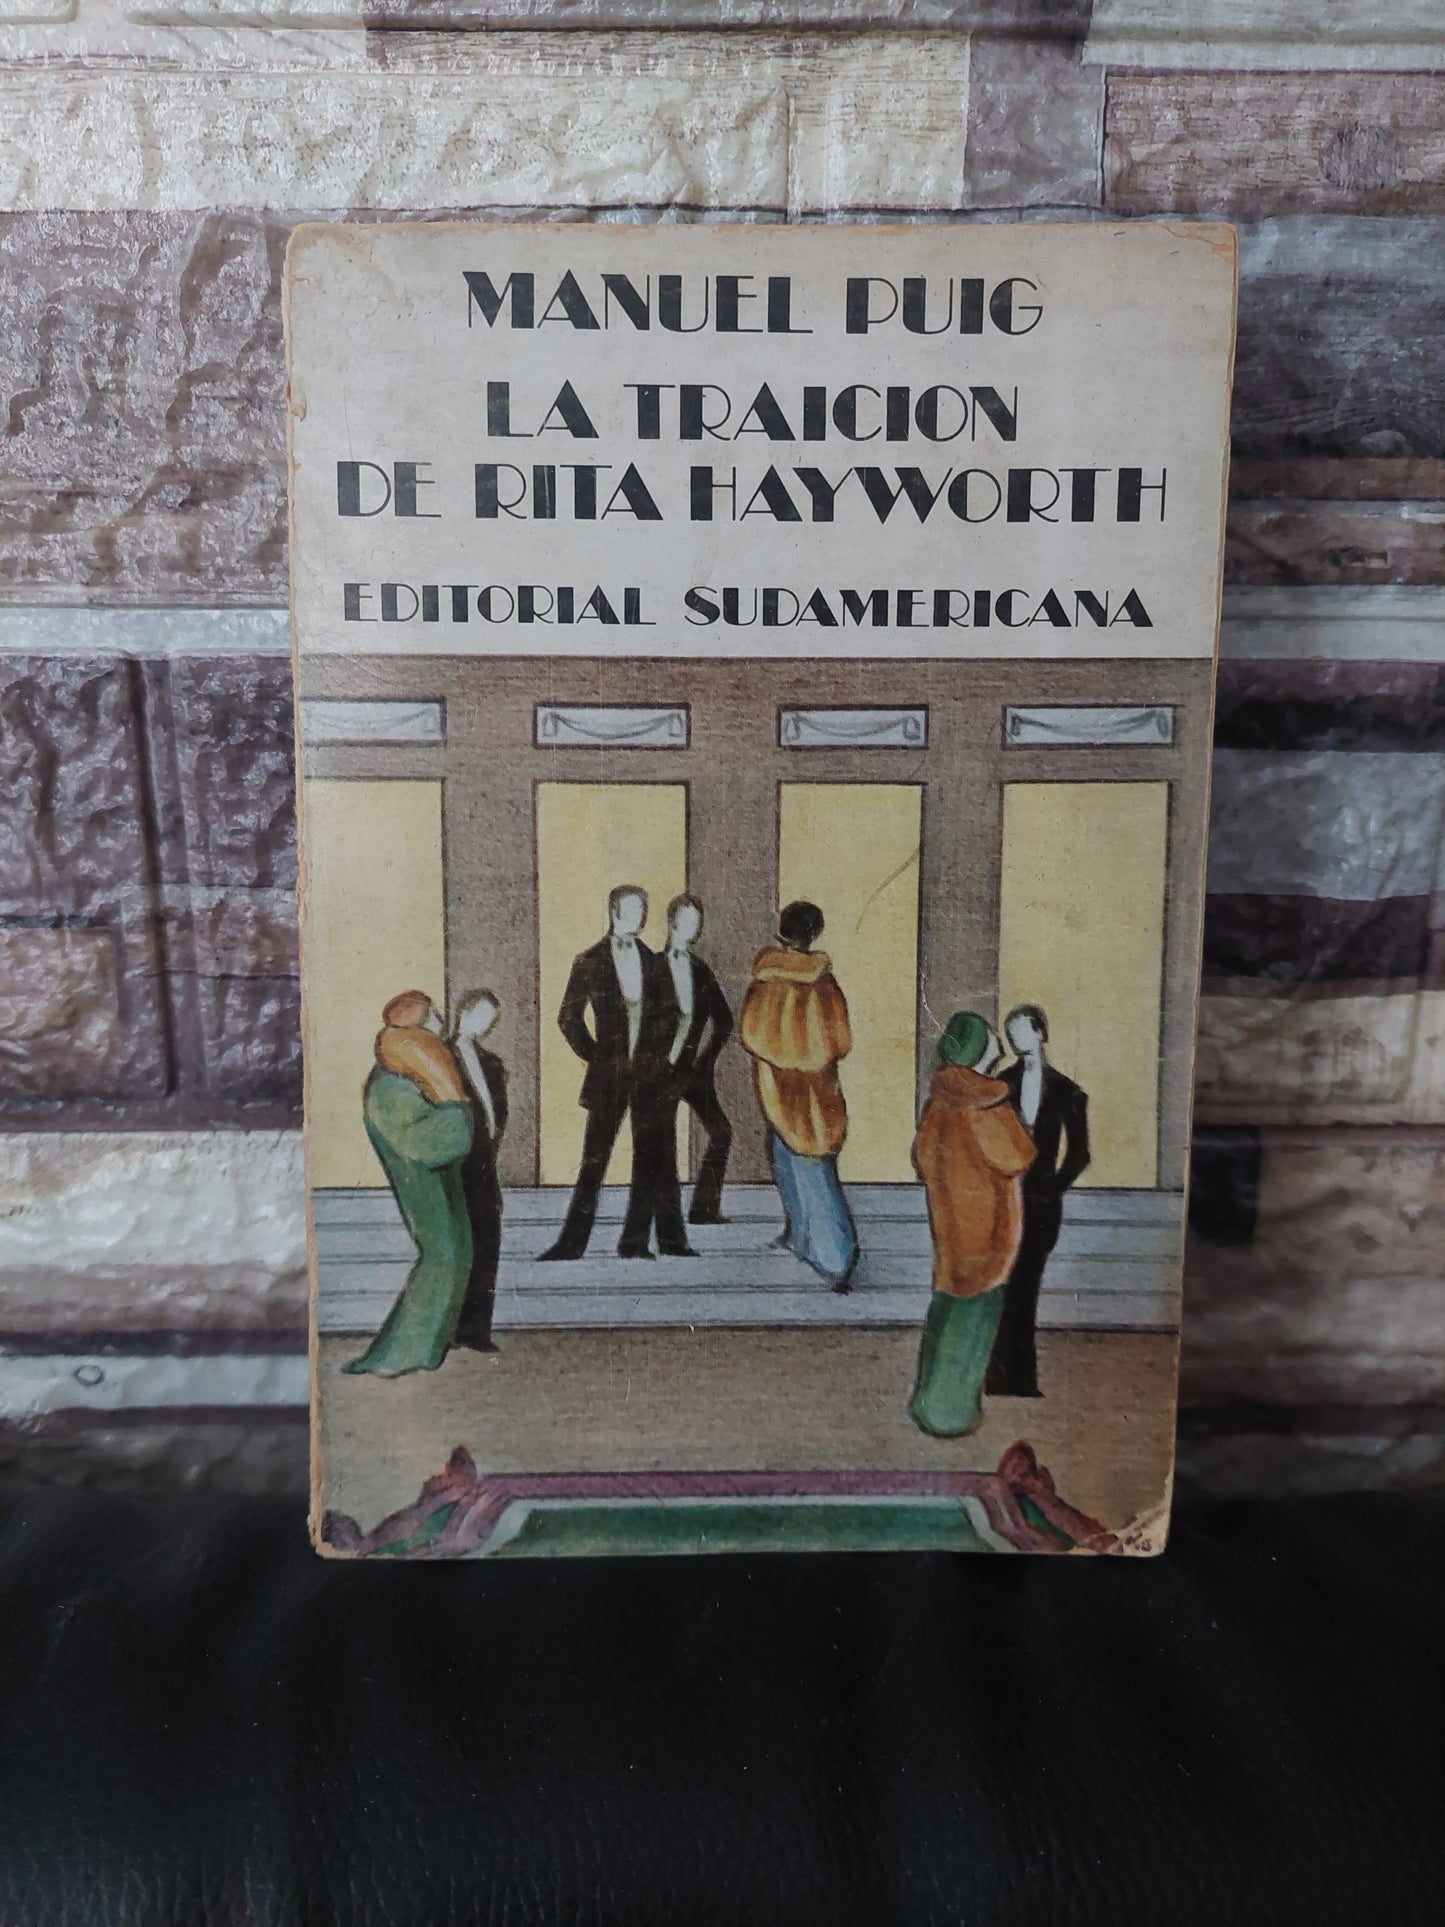 MANUEL PUIG
LA TRAICION
DE RITA HAYWORTH
EDITORIAL SUDAMERICANA